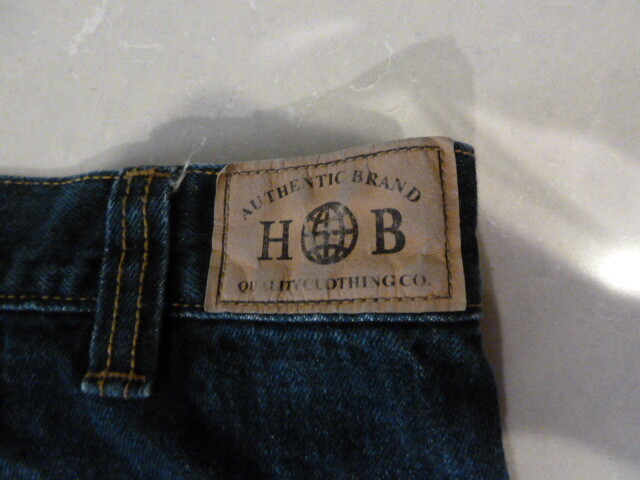 AUTHENTIC BRAND
H B
QUALITY CLOTHING CO.